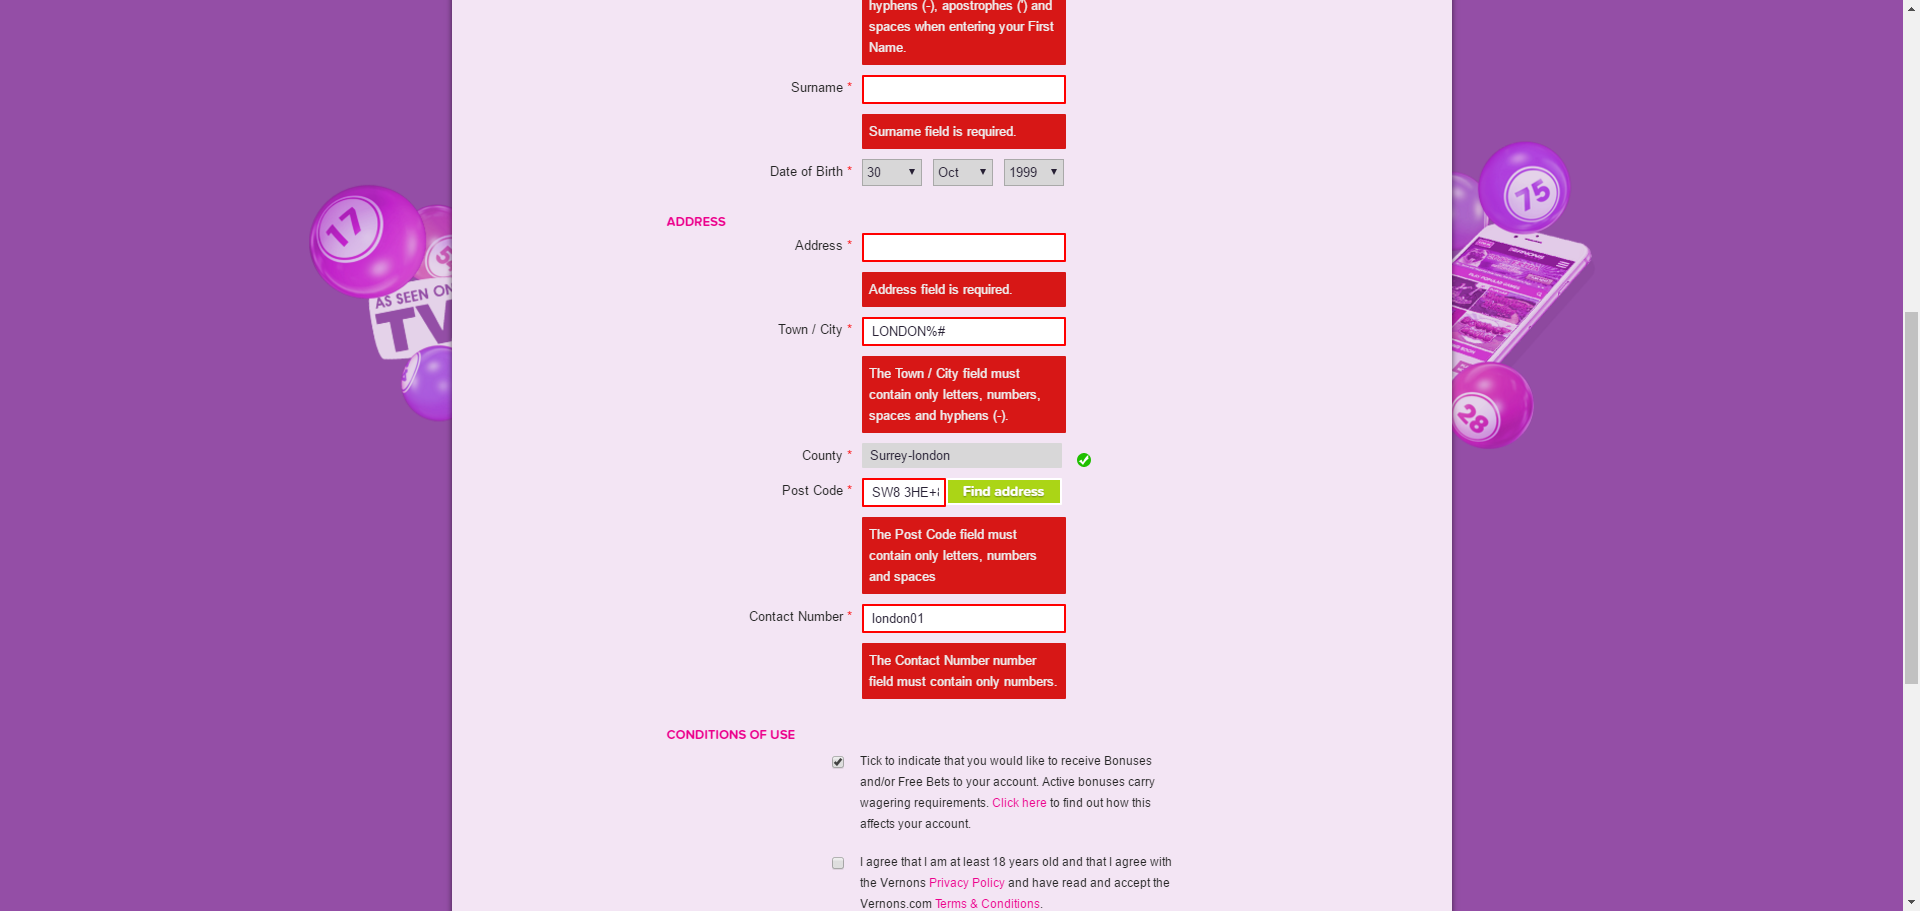 hyphens (-), apostrophes (') and
spaces when entering your First
Name.
Surname *
Surname field is required.
Date of Birth * 30 Oct 1999
ADDRESS
Address *
Address field is required.
Town / City * LONDON%#
The Town / City field must
contain only letters, numbers,
spaces and hyphens (-).
County * Surrey-london
Post Code * SW8 3HE+ Find address
The Post Code field must
contain only letters, numbers
and spaces
Contact Number * london01
The Contact Number number
field must contain only numbers.
CONDITIONS OF USE
Tick to indicate that you would like to receive Bonuses
and/or Free Bets to your account. Active bonuses carry
wagering requirements. Click here to find out how this
affects your account.
I agree that I am at least 18 years old and that I agree with
the Vernons Privacy Policy and have read and accept the
Vernons.com Terms & Conditions.
17
AS SEEN ON
TV
75
28